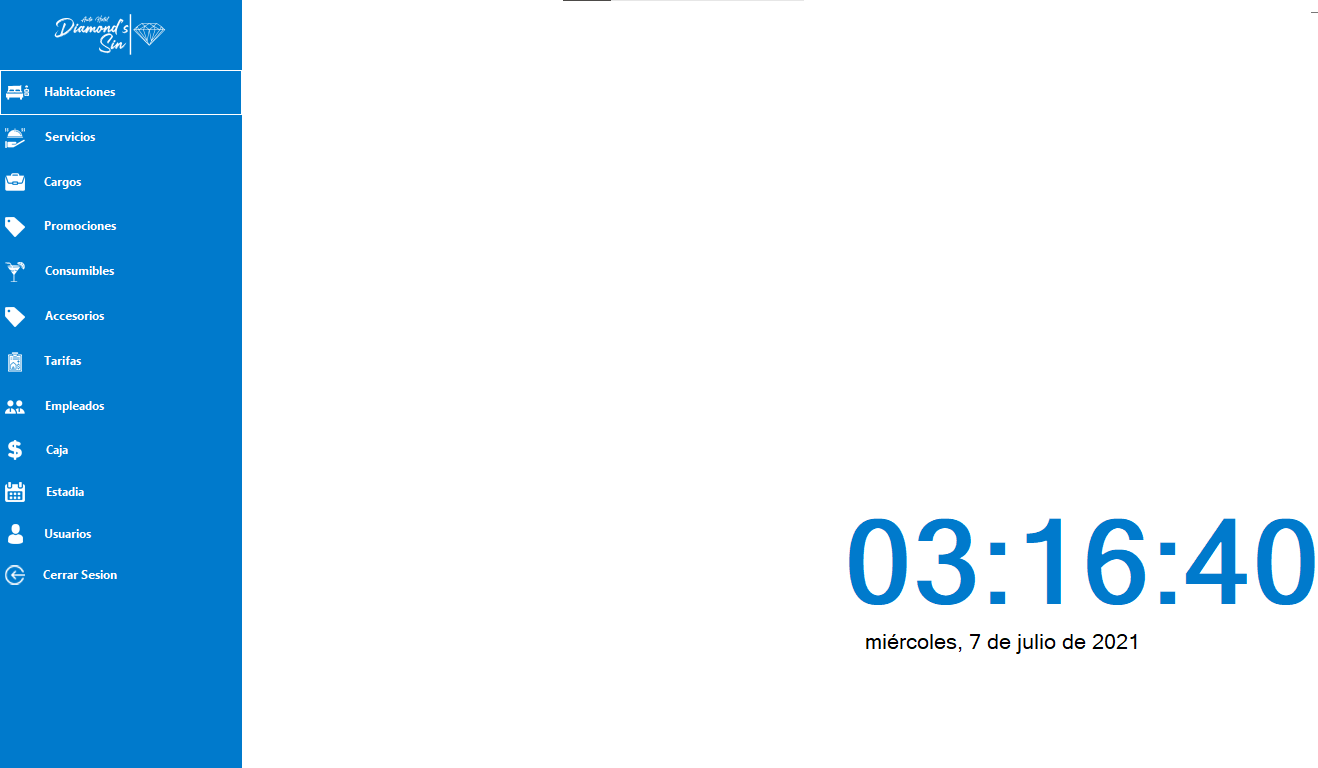 Auto Hotel
Diamond's
Sin
Habitaciones
Servicios
Cargos
Promociones
Consumibles
Accesorios
Tarifas
Empleados
Caja
Estadia
Usuarios
Cerrar Sesion
03:16:40
miércoles, 7 de julio de 2021